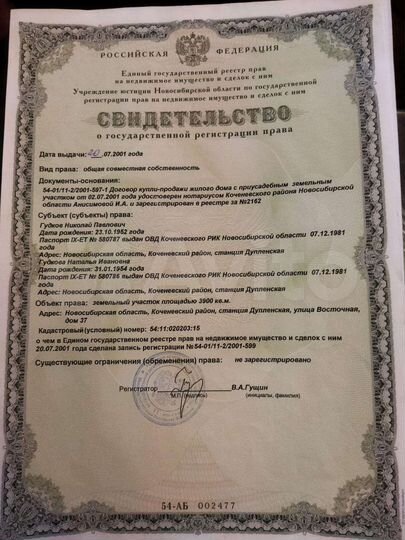 РОССИЙСКАЯ ФЕДЕРАЦИЯ
Единый государственный реестр прав
на недвижимое имущество и сделок с ним
Учреждение юстиции Новосибирской области по государственной
регистрации прав на недвижимое имущество и сделок с ним
СВИДЕТЕЛЬСТВО
о государственной регистрации права
Дата выдачи: 20 .07.2001 года
Вид права: общая совместная собственность
Документы-основания:
54-01/11-2/2001-597-1 Договор купли-продажи жилого дома с приусадебным земельным
участком от 02.07.2001 года удостоверен нотариусом Коченевского района Новосибирской
области Анисимовой И.А. и зарегистрирован в реестре за №2162
Субъект (субъекты) права:
Гудков Николай Павлович
Дата рождения: 23.10.1952 года
Паспорт IX-ЕТ № 580787 выдан ОВД Коченевского РИК Новосибирской области 07.12.1981
года
Адрес: Новосибирская область, станция Дупленская
Гудкова Наталья Ивановна
Дата рождения: 31.01.1954 года
Паспорт IX-ЕТ № 580786 выдан ОВД Коченевского РИК Новосибирской области 07.12.1981
года
Адрес: Новосибирская область, станция Дупленская
Объект права: земельный участок площадью 3900 кв.м.
Адрес: Новосибирская область, станция Дупленская, улица Восточная,
дом 37
Кадастровый(условный) номер: 54:11:020203:15
о чем в Едином государственном реестре прав на недвижимое имущество и сделок с ним
20.07.2001 года сделана запись регистрации №54-01/11-2/2001-599
Существующие ограничения (обременения) права: не зарегистрировано
Регистратор В.А.Гущин
М.П. (подпись) (инициалы, фамилия)
54-АБ 002477